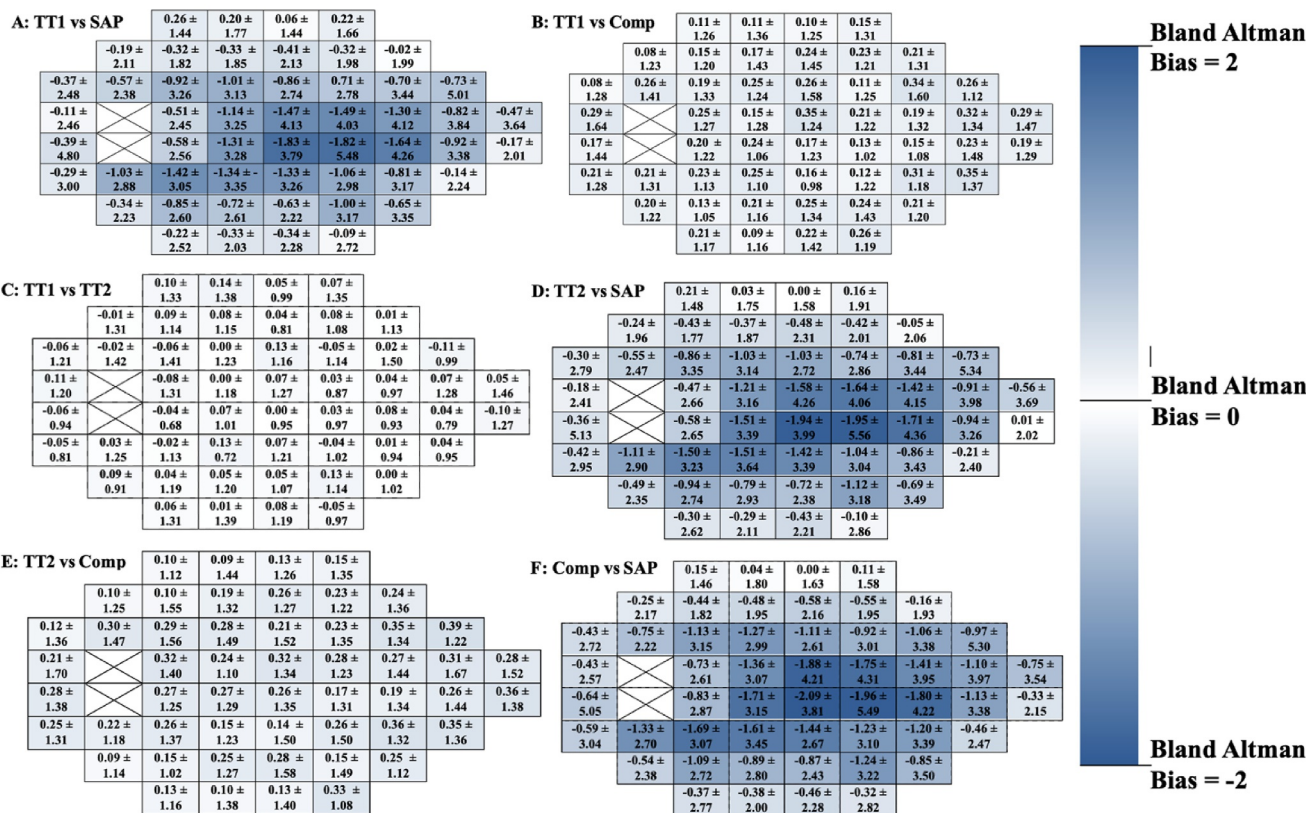 A: TT1 vs SAP
0.26 ± 0.20 ± 0.06 ± 0.22 ±
1.44 1.77 1.44 1.66
-0.19 ± -0.32 ± -0.33 ± -0.41 ± -0.32 ± -0.02 ±
2.11 1.82 1.85 2.13 1.98 1.99
-0.37 ± -0.57 ± -0.92 ± -1.01 ± -0.86 ± 0.71 ± -0.70 ± -0.73 ±
2.48 2.38 3.26 3.13 2.74 2.78 3.44 5.01
-0.11 ± -0.51 ± -1.14 ± -1.47 ± -1.49 ± -1.30 ± -0.82 ± -0.47 ±
2.46 2.45 3.25 4.13 4.03 4.12 3.84 3.64
-0.39 ± -0.58 ± -1.31 ± -1.83 ± -1.82 ± -1.64 ± -0.92 ± -0.17 ±
4.80 2.56 3.28 3.79 5.48 4.26 3.38 2.01
-0.29 ± -1.03 ± -1.42 ± -1.34 ± - -1.33 ± -1.06 ± -0.81 ± -0.14 ±
3.00 2.88 3.05 3.35 3.26 2.98 3.17 2.24
-0.34 ± -0.85 ± -0.72 ± -0.63 ± -1.00 ± -0.65 ±
2.23 2.60 2.61 2.22 3.17 3.35
-0.22 ± -0.33 ± -0.34 ± -0.09 ±
2.52 2.03 2.28 2.72
B: TT1 vs Comp
0.11 ± 0.11 ± 0.10 ± 0.15 ±
1.26 1.36 1.25 1.31
0.08 ± 0.15 ± 0.17 ± 0.24 ± 0.23 ± 0.21 ±
1.23 1.20 1.43 1.45 1.21 1.31
0.08 ± 0.26 ± 0.19 ± 0.25 ± 0.26 ± 0.11 ± 0.34 ± 0.26 ±
1.28 1.41 1.33 1.24 1.58 1.25 1.60 1.12
0.29 ± 0.25 ± 0.15 ± 0.35 ± 0.21 ± 0.19 ± 0.32 ± 0.29 ±
1.64 1.27 1.28 1.24 1.22 1.32 1.34 1.47
0.17 ± 0.20 ± 0.24 ± 0.17 ± 0.13 ± 0.15 ± 0.23 ± 0.19 ±
1.44 1.22 1.06 1.23 1.02 1.08 1.48 1.29
0.21 ± 0.21 ± 0.23 ± 0.25 ± 0.16 ± 0.12 ± 0.31 ± 0.35 ±
1.28 1.31 1.13 1.10 0.98 1.22 1.18 1.37
0.20 ± 0.13 ± 0.21 ± 0.25 ± 0.24 ± 0.21 ±
1.22 1.05 1.16 1.34 1.43 1.20
0.21 ± 0.09 ± 0.22 ± 0.26 ±
1.17 1.16 1.42 1.19
C: TT1 vs TT2
0.10 ± 0.14 ± 0.05 ± 0.07 ±
1.33 1.38 0.99 1.35
-0.01 ± 0.09 ± 0.08 ± 0.04 ± 0.08 ± 0.01 ±
1.31 1.14 1.15 0.81 1.08 1.13
-0.06 ± -0.02 ± -0.06 ± 0.00 ± 0.13 ± -0.05 ± 0.02 ± -0.11 ±
1.21 1.42 1.41 1.23 1.16 1.14 1.50 0.99
0.11 ± -0.08 ± 0.00 ± 0.07 ± 0.03 ± 0.04 ± 0.07 ± 0.05 ±
1.20 1.31 1.18 1.27 0.87 0.97 1.28 1.46
-0.06 ± -0.04 ± 0.07 ± 0.00 ± 0.03 ± 0.08 ± 0.04 ± -0.10 ±
0.94 0.68 1.01 0.95 0.97 0.93 0.79 1.27
-0.05 ± 0.03 ± -0.02 ± 0.13 ± 0.07 ± -0.04 ± 0.01 ± 0.04 ±
0.81 1.25 1.13 0.72 1.21 1.02 0.94 0.95
0.09 ± 0.04 ± 0.05 ± 0.05 ± 0.13 ± 0.00 ±
0.91 1.19 1.20 1.07 1.14 1.02
0.06 ± 0.01 ± 0.08 ± -0.05 ±
1.31 1.39 1.19 0.97
D: TT2 vs SAP
0.21 ± 0.03 ± 0.00 ± 0.16 ±
1.48 1.75 1.58 1.91
-0.24 ± -0.43 ± -0.37 ± -0.48 ± -0.42 ± -0.05 ±
1.96 1.77 1.87 2.31 2.01 2.06
-0.30 ± -0.55 ± -0.86 ± -1.03 ± -1.03 ± -0.74 ± -0.81 ± -0.73 ±
2.79 2.47 3.35 3.14 2.72 2.86 3.44 5.34
-0.18 ± -0.47 ± -1.21 ± -1.58 ± -1.64 ± -1.42 ± -0.91 ± -0.56 ±
2.41 2.66 3.16 4.26 4.06 4.15 3.98 3.69
-0.36 ± -0.58 ± -1.51 ± -1.94 ± -1.95 ± -1.71 ± -0.94 ± 0.01 ±
5.13 2.65 3.39 3.99 5.56 4.36 3.26 2.02
-0.42 ± -1.11 ± -1.50 ± -1.51 ± -1.42 ± -1.04 ± -0.86 ± -0.21 ±
2.95 2.90 3.23 3.64 3.39 3.04 3.43 2.40
-0.49 ± -0.94 ± -0.79 ± -0.72 ± -1.12 ± -0.69 ±
2.35 2.74 2.93 2.38 3.18 3.49
-0.30 ± -0.29 ± -0.43 ± -0.10 ±
2.62 2.11 2.21 2.86
E: TT2 vs Comp
0.10 ± 0.09 ± 0.13 ± 0.15 ±
1.12 1.44 1.26 1.35
0.10 ± 0.10 ± 0.19 ± 0.26 ± 0.23 ± 0.24 ±
1.25 1.55 1.32 1.27 1.22 1.36
0.12 ± 0.30 ± 0.29 ± 0.28 ± 0.21 ± 0.23 ± 0.35 ± 0.39 ±
1.36 1.47 1.56 1.49 1.52 1.35 1.34 1.22
0.21 ± 0.32 ± 0.24 ± 0.32 ± 0.28 ± 0.27 ± 0.31 ± 0.28 ±
1.70 1.40 1.10 1.34 1.23 1.44 1.67 1.52
0.28 ± 0.27 ± 0.27 ± 0.26 ± 0.17 ± 0.19 ± 0.26 ± 0.36 ±
1.38 1.25 1.29 1.35 1.31 1.34 1.44 1.38
0.25 ± 0.22 ± 0.26 ± 0.15 ± 0.14 ± 0.26 ± 0.36 ± 0.35 ±
1.31 1.18 1.37 1.23 1.50 1.50 1.32 1.36
0.09 ± 0.15 ± 0.25 ± 0.28 ± 0.15 ± 0.25 ±
1.14 1.02 1.27 1.58 1.49 1.12
0.13 ± 0.10 ± 0.13 ± 0.33 ±
1.16 1.38 1.40 1.08
F: Comp vs SAP
0.15 ± 0.04 ± 0.00 ± 0.11 ±
1.46 1.80 1.63 1.58
-0.25 ± -0.44 ± -0.48 ± -0.58 ± -0.55 ± -0.16 ±
2.17 1.82 1.95 2.16 1.95 1.93
-0.43 ± -0.75 ± -1.13 ± -1.27 ± -1.11 ± -0.92 ± -1.06 ± -0.97 ±
2.72 2.22 3.15 2.99 2.61 3.01 3.38 5.30
-0.43 ± -0.73 ± -1.36 ± -1.88 ± -1.75 ± -1.41 ± -1.10 ± -0.75 ±
2.57 2.61 3.07 4.21 4.31 3.95 3.97 3.54
-0.64 ± -0.83 ± -1.71 ± -2.09 ± -1.96 ± -1.80 ± -1.13 ± -0.33 ±
5.05 2.87 3.15 3.81 5.49 4.22 3.38 2.15
-0.59 ± -1.33 ± -1.69 ± -1.61 ± -1.44 ± -1.23 ± -1.20 ± -0.46 ±
3.04 2.70 3.07 3.45 2.67 3.10 3.39 2.47
-0.54 ± -1.09 ± -0.89 ± -0.87 ± -1.24 ± -0.85 ±
2.38 2.72 2.80 2.43 3.22 3.50
-0.37 ± -0.38 ± -0.46 ± -0.32 ±
2.77 2.00 2.28 2.82
Bland Altman
Bias = 2
Bland Altman
Bias = 0
Bland Altman
Bias = -2